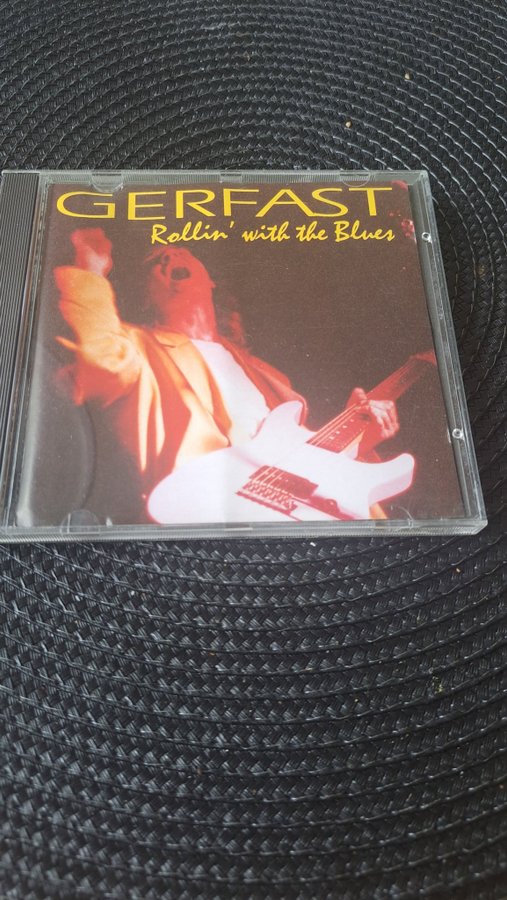 GERFAST
Rollin' with the Blues